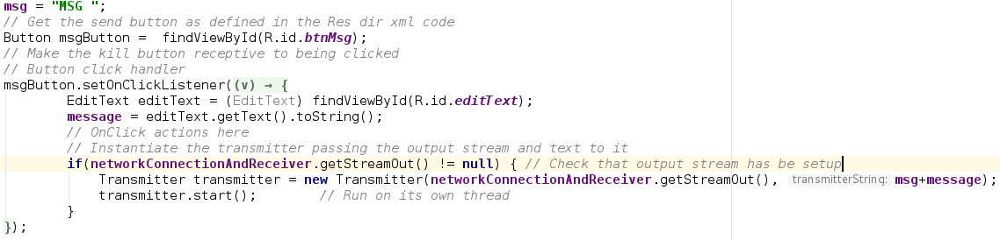 msg = "MSG ";
// Get the send button as defined in the Res dir xml code
Button msgButton =  findViewById(R.id.btnMsg);
// Make the kill button receptive to being clicked
// Button click handler
msgButton.setOnClickListener((v) → {
        EditText editText = (EditText) findViewById(R.id.editText);
        message = editText.getText().toString();
        // OnClick actions here
        // Instantiate the transmitter passing the output stream and text to it
        if(networkConnectionAndReceiver.getStreamOut() != null) { // Check that output stream has be setup
            Transmitter transmitter = new Transmitter(networkConnectionAndReceiver.getStreamOut(), transmitterString: msg+message);
            transmitter.start();        // Run on its own thread
        }
});